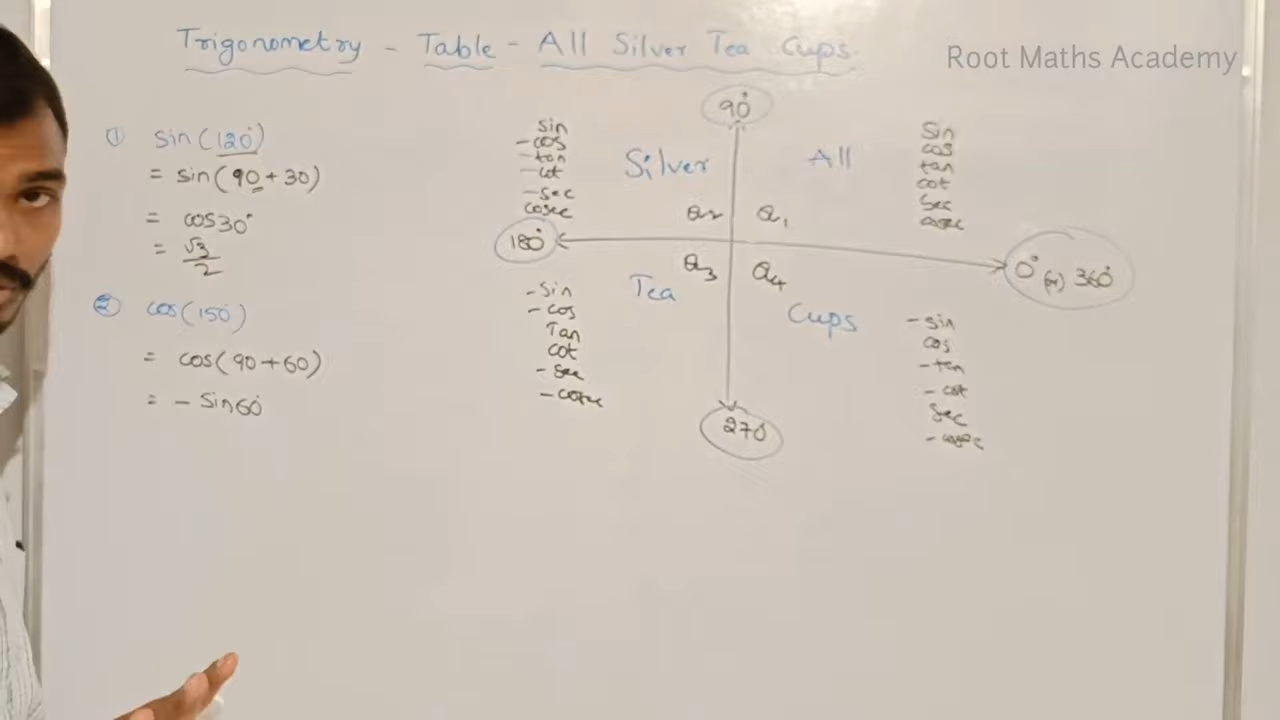 Trigonometry - Table - All Silver Tea Cups.
Root Maths Academy
① sin(120°)
= sin(90+30)
= cos30°
= √3/2
② cos(150)
= cos(90+60)
= - Sin60
90°
sin
-cos
-tan
-cot
-sec
cosec
Silver
All
Sin
cos
tan
cot
Sec
cosec
Q2
Q1
180°
0° (or) 360°
Q3
Q4
-Sin
-cos
Tan
cot
-Sec
-cosec
Tea
Cups
-sin
cos
-tan
-cot
Sec
-cosec
270